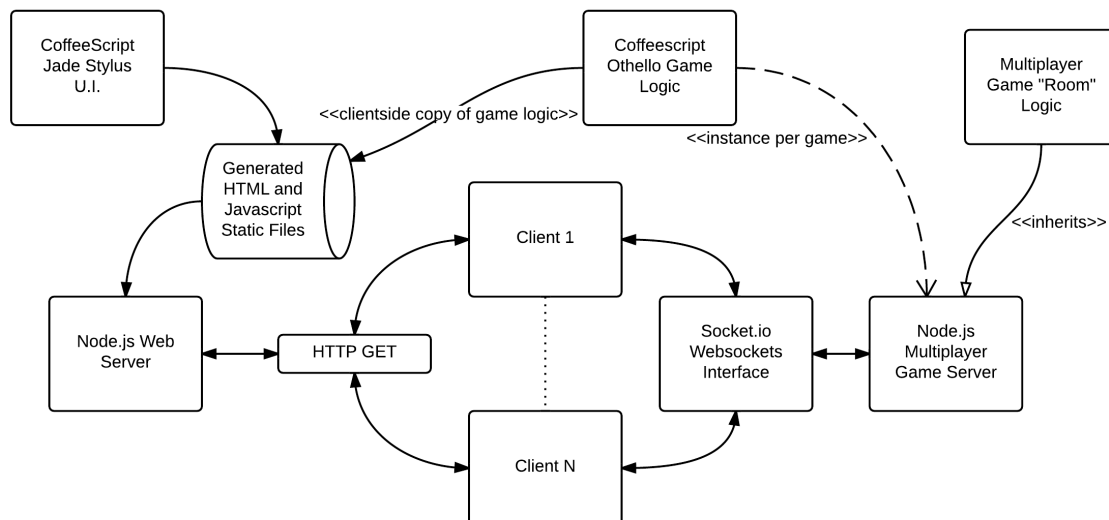 CoffeeScript
Jade Stylus
U.I.
Coffeescript
Othello Game
Logic
Multiplayer
Game "Room"
Logic
<<clientside copy of game logic>>
<<instance per game>>
Generated
HTML and
Javascript
Static Files
<<inherits>>
Client 1
Node.js Web
Server
HTTP GET
Socket.io
Websockets
Interface
Node.js
Multiplayer
Game Server
Client N